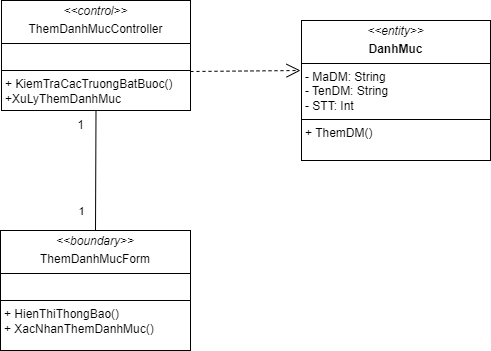 <<control>>
ThemDanhMucController
+ KiemTraCacTruongBatBuoc()
+XuLyThemDanhMuc
<<entity>>
DanhMuc
- MaDM: String
- TenDM: String
- STT: Int
+ ThemDM()
1
1
<<boundary>>
ThemDanhMucForm
+ HienThiThongBao()
+ XacNhanThemDanhMuc()